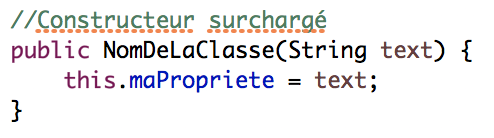 //Constructeur surchargé
public NomDeLaClasse(String text) {
    this.maPropriete = text;
}